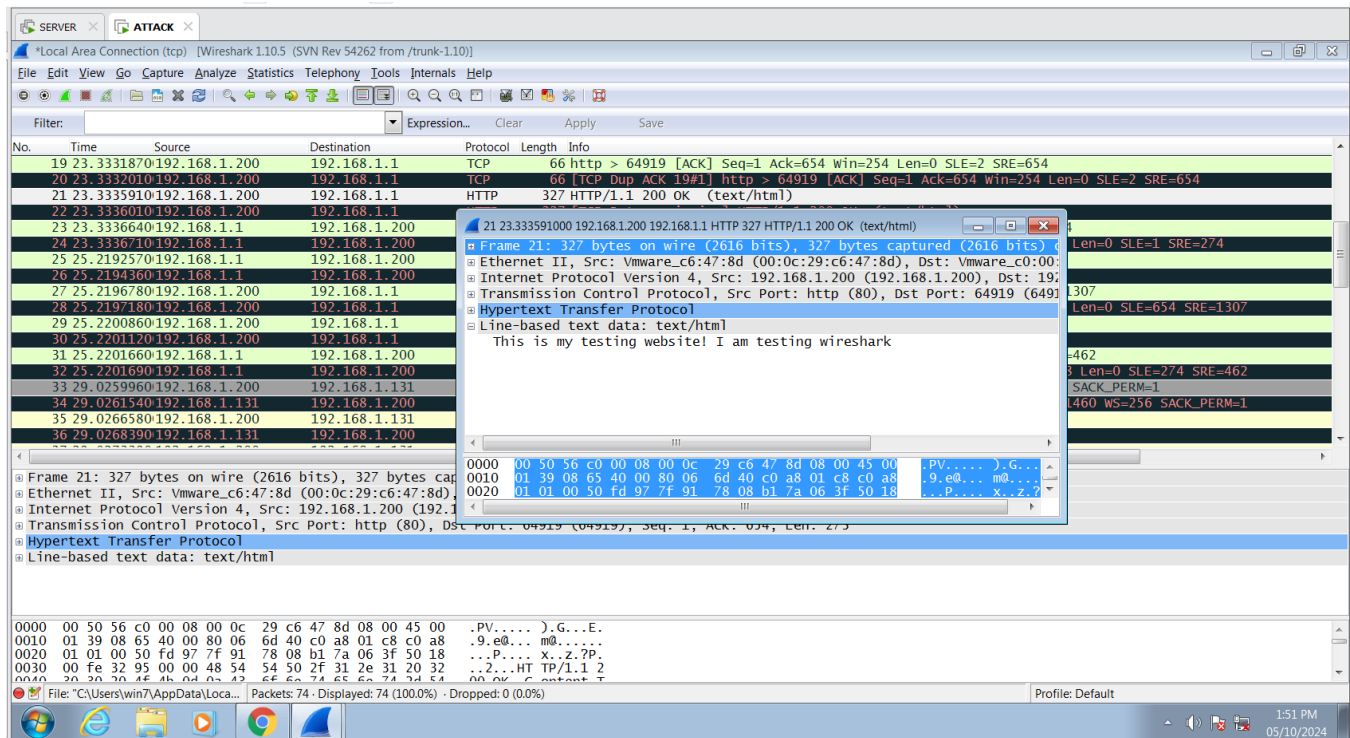 SERVER ATTACK
*Local Area Connection (tcp) [Wireshark 1.10.5 (SVN Rev 54262 from /trunk-1.10)]
File Edit View Go Capture Analyze Statistics Telephony Tools Internals Help
Filter: Expression... Clear Apply Save
No. Time Source Destination Protocol Length Info
19 23.3331870 192.168.1.200 192.168.1.1 TCP 66 http > 64919 [ACK] Seq=1 Ack=654 Win=254 Len=0 SLE=2 SRE=654
20 23.3332010 192.168.1.200 192.168.1.1 TCP 66 [TCP Dup ACK 19#1] http > 64919 [ACK] Seq=1 Ack=654 Win=254 Len=0 SLE=2 SRE=654
21 23.3335910 192.168.1.200 192.168.1.1 HTTP 327 HTTP/1.1 200 OK (text/html)
22 23.3336010 192.168.1.200 192.168.1.1
23 23.3336640 192.168.1.1 192.168.1.200
24 23.3336710 192.168.1.1 192.168.1.200 Len=0 SLE=1 SRE=274
25 25.2192570 192.168.1.1 192.168.1.200
26 25.2194360 192.168.1.1 192.168.1.200
27 25.2196780 192.168.1.200 192.168.1.1 1307
28 25.2197180 192.168.1.200 192.168.1.1 Len=0 SLE=654 SRE=1307
29 25.2200860 192.168.1.200 192.168.1.1
30 25.2201120 192.168.1.200 192.168.1.1
31 25.2201660 192.168.1.1 192.168.1.200 =462
32 25.2201690 192.168.1.1 192.168.1.200 Len=0 SLE=274 SRE=462
33 29.0259960 192.168.1.200 192.168.1.131 SACK_PERM=1
34 29.0261540 192.168.1.131 192.168.1.200 1460 WS=256 SACK_PERM=1
35 29.0266580 192.168.1.200 192.168.1.131
36 29.0268390 192.168.1.131 192.168.1.200
21 23.333591000 192.168.1.200 192.168.1.1 HTTP 327 HTTP/1.1 200 OK (text/html)
Frame 21: 327 bytes on wire (2616 bits), 327 bytes captured (2616 bits)
Ethernet II, Src: Vmware_c6:47:8d (00:0c:29:c6:47:8d), Dst: Vmware_c0:00:
Internet Protocol Version 4, Src: 192.168.1.200 (192.168.1.200), Dst: 192
Transmission Control Protocol, Src Port: http (80), Dst Port: 64919 (6491
Hypertext Transfer Protocol
Line-based text data: text/html
This is my testing website! I am testing wireshark
0000 00 50 56 c0 00 08 00 0c 29 c6 47 8d 08 00 45 00 .PV..... ).G...
0010 01 39 08 65 40 00 80 06 6d 40 c0 a8 01 c8 c0 a8 .9.e@... m@....
0020 01 01 00 50 fd 97 7f 91 78 08 b1 7a 06 3f 50 18 ...P.... x..z.?
Frame 21: 327 bytes on wire (2616 bits), 327 bytes cap
Ethernet II, Src: Vmware_c6:47:8d (00:0c:29:c6:47:8d),
Internet Protocol Version 4, Src: 192.168.1.200 (192.1
Transmission Control Protocol, Src Port: http (80), Dst Port: 64919 (64919), Seq: 1, Ack: 654, Len: 273
Hypertext Transfer Protocol
Line-based text data: text/html
0000 00 50 56 c0 00 08 00 0c 29 c6 47 8d 08 00 45 00 .PV..... ).G...E.
0010 01 39 08 65 40 00 80 06 6d 40 c0 a8 01 c8 c0 a8 .9.e@... m@......
0020 01 01 00 50 fd 97 7f 91 78 08 b1 7a 06 3f 50 18 ...P.... x..z.?P.
0030 00 fe 32 95 00 00 48 54 54 50 2f 31 2e 31 20 32 ..2...HT TP/1.1 2
0040 30 30 20 4f 4b 0d 0a 43 6f 6e 74 65 6e 74 2d 54 00 OK..C ontent-T
File: "C:\Users\win7\AppData\Loca... Packets: 74 · Displayed: 74 (100.0%) · Dropped: 0 (0.0%) Profile: Default
1:51 PM
05/10/2024